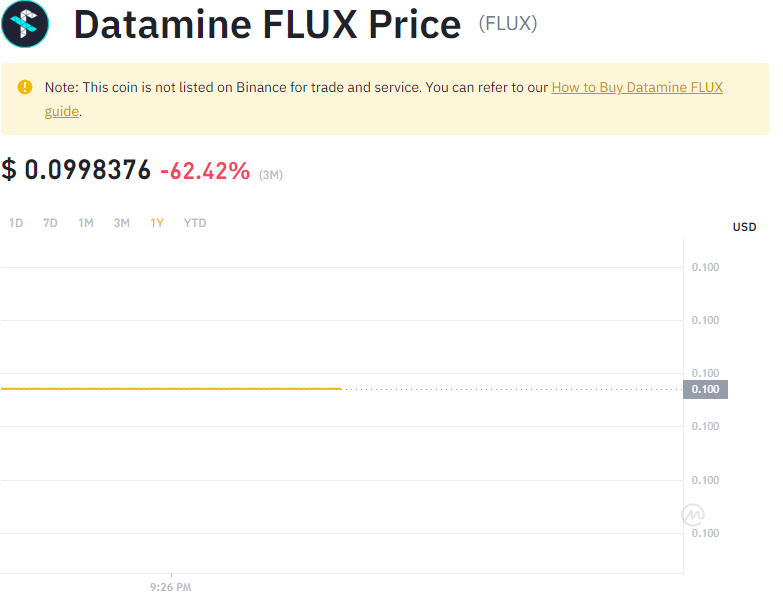 Datamine FLUX Price (FLUX)
Note: This coin is not listed on Binance for trade and service. You can refer to our How to Buy Datamine FLUX
guide.
$ 0.0998376 -62.42% (3M)
1D 7D 1M 3M 1Y YTD
USD
0.100
0.100
0.100
0.100
0.100
0.100
0.100
9:26 PM